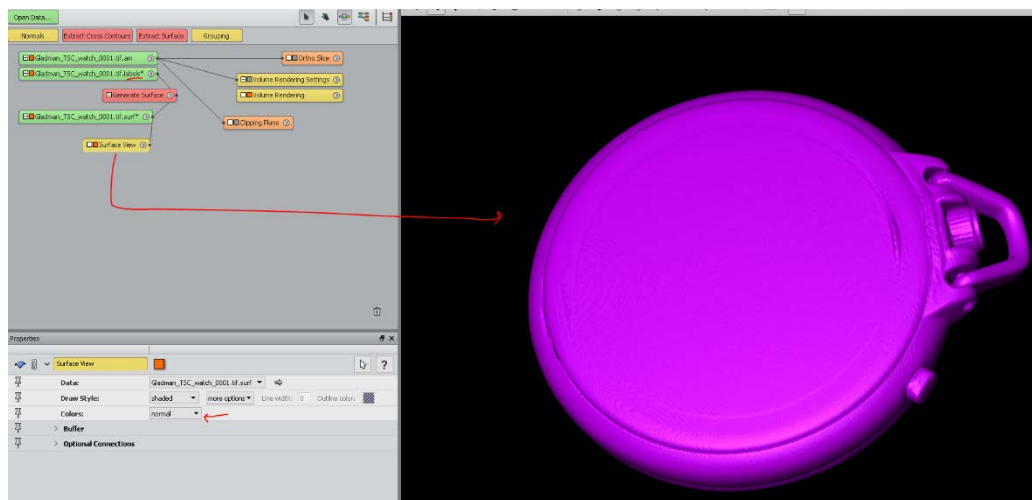 Open Data...
Normals Extract Cross Contours Extract Surface Grouping
Gladman_TSC_watch_0001.tif.am
Ortho Slice
Gladman_TSC_watch_0001.tif.labels*
Volume Rendering Settings
Generate Surface
Volume Rendering
Gladman_TSC_watch_0001.tif.surf*
Clipping Plane
Surface View
Properties
Surface View
?
Data: Gladman_TSC_watch_0001.tif.surf
Draw Style: shaded more options Line width: Outline color:
Colors: normal
Buffer
Optional Connections